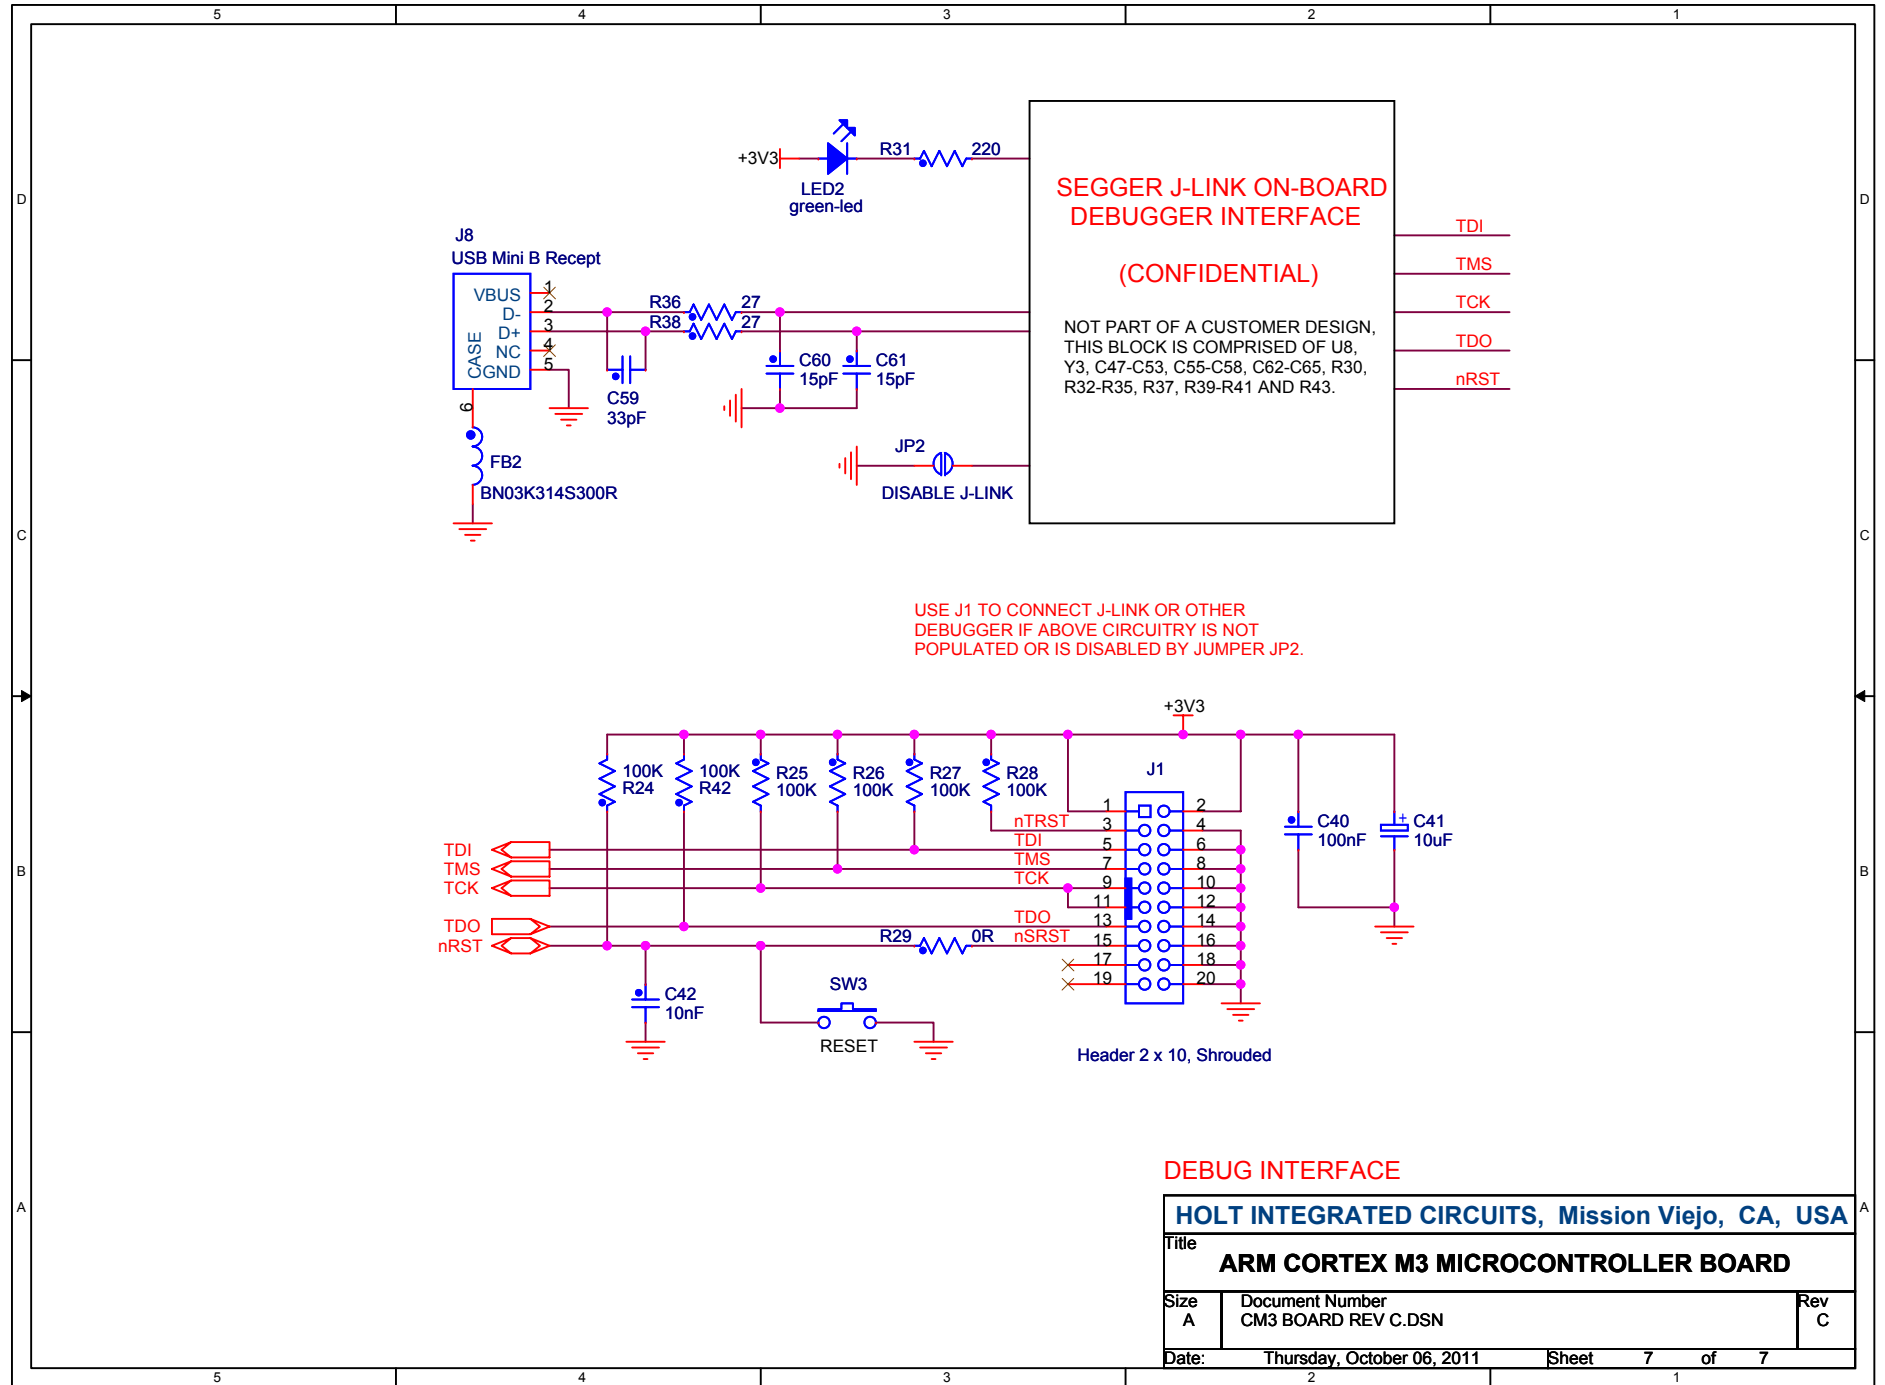 5 4 3 2 1
D D
C C
B B
A A
+3V3
LED2
green-led
R31 220
SEGGER J-LINK ON-BOARD
DEBUGGER INTERFACE
(CONFIDENTIAL)
NOT PART OF A CUSTOMER DESIGN,
THIS BLOCK IS COMPRISED OF U8,
Y3, C47-C53, C55-C58, C62-C65, R30,
R32-R35, R37, R39-R41 AND R43.
TDI
TMS
TCK
TDO
nRST
J8
USB Mini B Recept
VBUS 1
D- 2
D+ 3
NC 4
GND 5
CASE
6
R36 27
R38 27
C59
33pF
C60
15pF
C61
15pF
FB2
BN03K314S300R
JP2
DISABLE J-LINK
USE J1 TO CONNECT J-LINK OR OTHER
DEBUGGER IF ABOVE CIRCUITRY IS NOT
POPULATED OR IS DISABLED BY JUMPER JP2.
+3V3
100K
R24
100K
R42
R25
100K
R26
100K
R27
100K
R28
100K
J1
1 2
nTRST 3 4
TDI 5 6
TMS 7 8
TCK 9 10
11 12
TDO 13 14
nSRST 15 16
17 18
19 20
TDI
TMS
TCK
TDO
nRST
R29 0R
C40
100nF
C41
+
10uF
C42
10nF
SW3
RESET
Header 2 x 10, Shrouded
DEBUG INTERFACE
HOLT INTEGRATED CIRCUITS, Mission Viejo, CA, USA
Title
ARM CORTEX M3 MICROCONTROLLER BOARD
Size
A
Document Number
CM3 BOARD REV C.DSN
Rev
C
Date: Thursday, October 06, 2011 Sheet 7 of 7
5 4 3 2 1